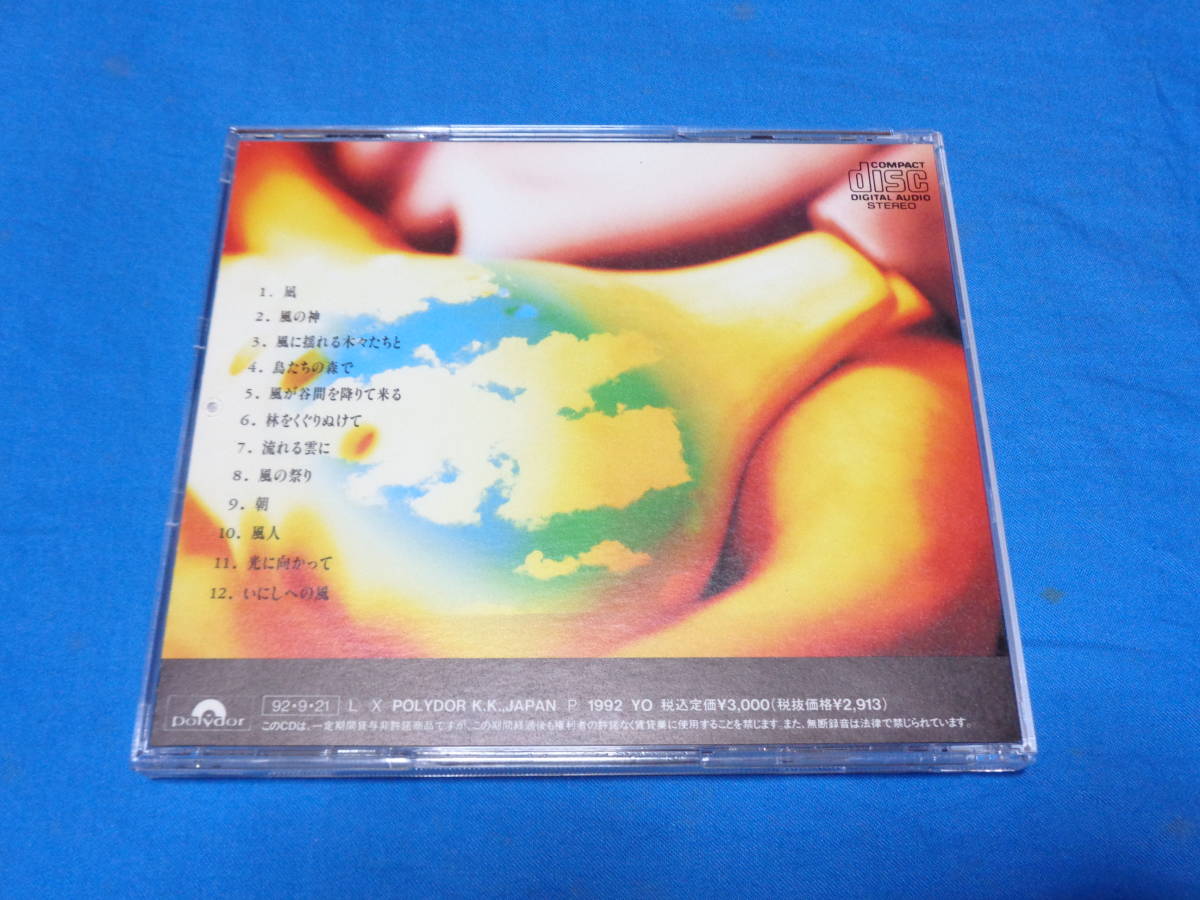 COMPACT
disc
DIGITAL AUDIO
STEREO
1. 凪
2. 風の神
3. 風に揺れる木々たちと
4. 鳥たちの森で
5. 風が谷間を降りて来る
6. 林をくぐりぬけて
7. 流れる雲に
8. 風の祭り
9. 朝
10. 風人
11. 光に向かって
12. いにしへの風
polydor 92・9・21 L X POLYDOR K.K.,JAPAN P 1992 YO 税込定価¥3,000(税抜価格¥2,913)
このCDは、一定期間貸与非許諾商品ですが、この期間経過後も権利者の許諾なく賃貸業に使用することを禁じます。また、無断録音は法律で禁じられています。